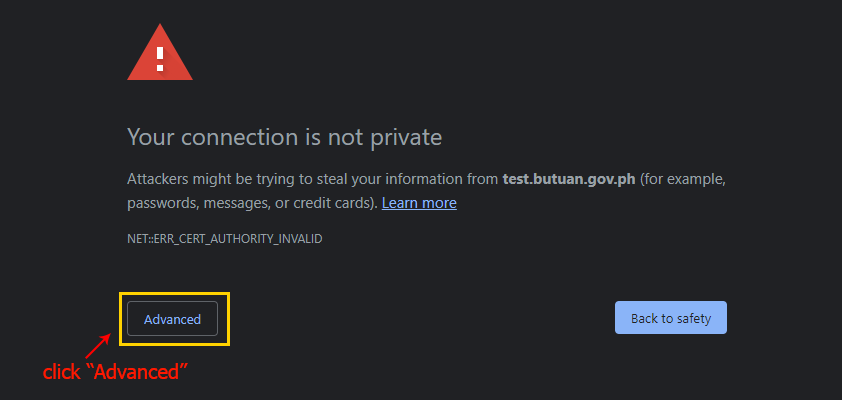 Your connection is not private
Attackers might be trying to steal your information from test.butuan.gov.ph (for example,
passwords, messages, or credit cards). Learn more
NET::ERR_CERT_AUTHORITY_INVALID
Advanced
Back to safety
click “Advanced”